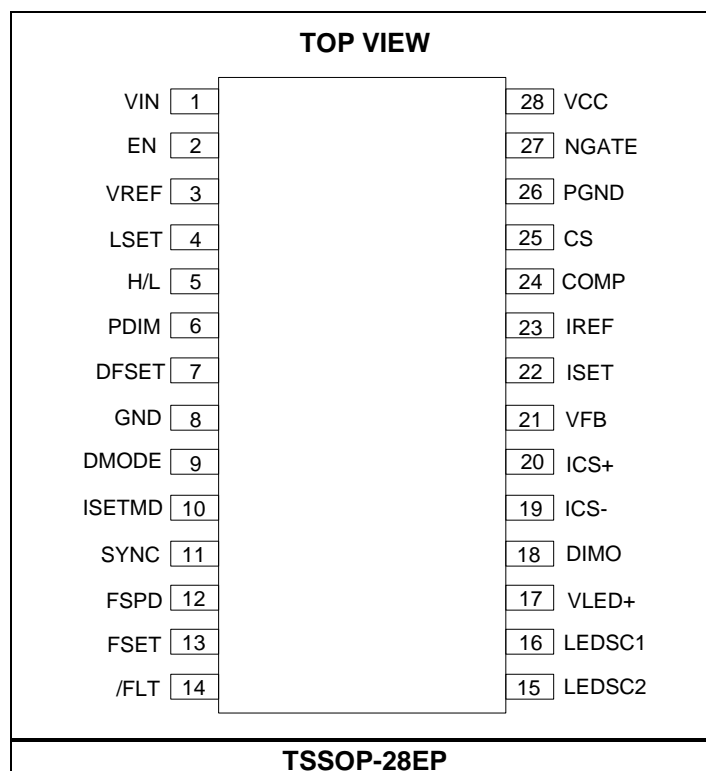 TOP VIEW
VIN 1 28 VCC
EN 2 27 NGATE
VREF 3 26 PGND
LSET 4 25 CS
H/L 5 24 COMP
PDIM 6 23 IREF
DFSET 7 22 ISET
GND 8 21 VFB
DMODE 9 20 ICS+
ISETMD 10 19 ICS-
SYNC 11 18 DIMO
FSPD 12 17 VLED+
FSET 13 16 LEDSC1
/FLT 14 15 LEDSC2
TSSOP-28EP